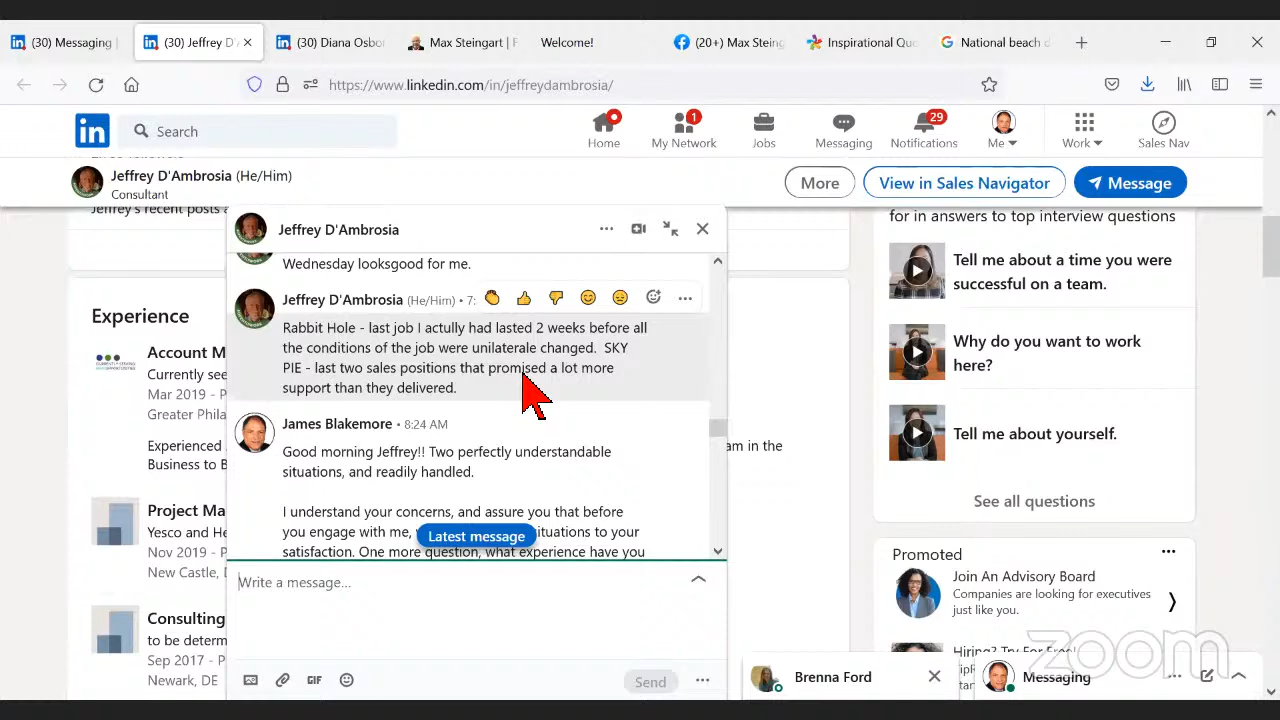 (30) Messaging
(30) Jeffrey D'
(30) Diana Osbor
Max Steingart | F
Welcome!
(20+) Max Steing
Inspirational Quo
National beach d
https://www.linkedin.com/in/jeffreydambrosia/
in
Search
Home
1
My Network
Jobs
Messaging
29
Notifications
Me
Work
Sales Nav
Jeffrey D'Ambrosia (He/Him)
Consultant
More
View in Sales Navigator
Message
Jeffrey's recent posts a
Jeffrey D'Ambrosia
Wednesday looksgood for me.
Jeffrey D'Ambrosia (He/Him) • 7:
Rabbit Hole - last job I actully had lasted 2 weeks before all
the conditions of the job were unilaterale changed. SKY
PIE - last two sales positions that promised a lot more
support than they delivered.
James Blakemore • 8:24 AM
Good morning Jeffrey!! Two perfectly understandable
situations, and readily handled.
I understand your concerns, and assure you that before
you engage with me, ituations to your
satisfaction. One more question, what experience have you
Latest message
Write a message...
GIF
Send
Experience
Account M
Currently see
Mar 2019 -
Greater Phila
Experienced am in the
Business to B
Project Ma
Yesco and He
Nov 2019 -
New Castle, D
Consulting
to be determ
Sep 2017 -
Newark, DE
for in answers to top interview questions
Tell me about a time you were
successful on a team.
Why do you want to work
here?
Tell me about yourself.
See all questions
Promoted
Join An Advisory Board
Companies are looking for executives
just like you.
Hiring? Try For Free!
Brenna Ford
Messaging
zoom